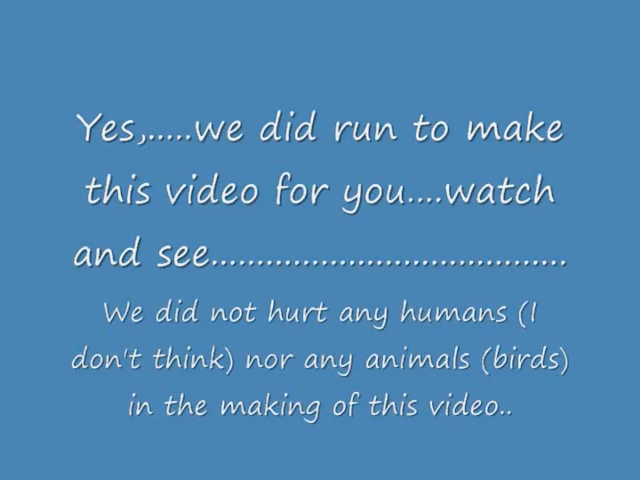 Yes,.....we did run to make
this video for you....watch
and see.......................................
We did not hurt any humans (I
don't think) nor any animals (birds)
in the making of this video..